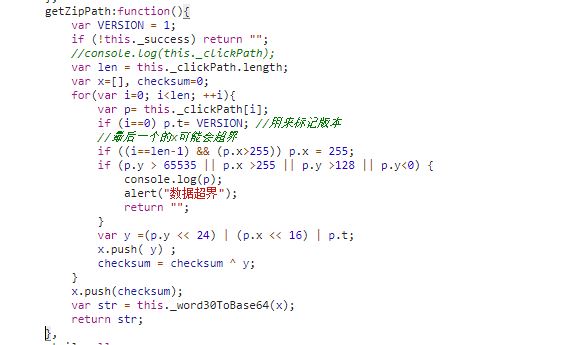 getZipPath:function(){
var VERSION = 1;
if (!this._success) return "";
//console.log(this._clickPath);
var len = this._clickPath.length;
var x=[], checksum=0;
for(var i=0; i<len; ++i){
var p= this._clickPath[i];
if (i==0) p.t= VERSION; //用来标记版本
//最后一个的x可能会超界
if ((i==len-1) && (p.x>255)) p.x = 255;
if (p.y > 65535 || p.x >255 || p.y >128 || p.y<0) {
console.log(p);
alert("数据超界");
return "";
}
var y =(p.y << 24) | (p.x << 16) | p.t;
x.push( y) ;
checksum = checksum ^ y;
}
x.push(checksum);
var str = this._word30ToBase64(x);
return str;
},